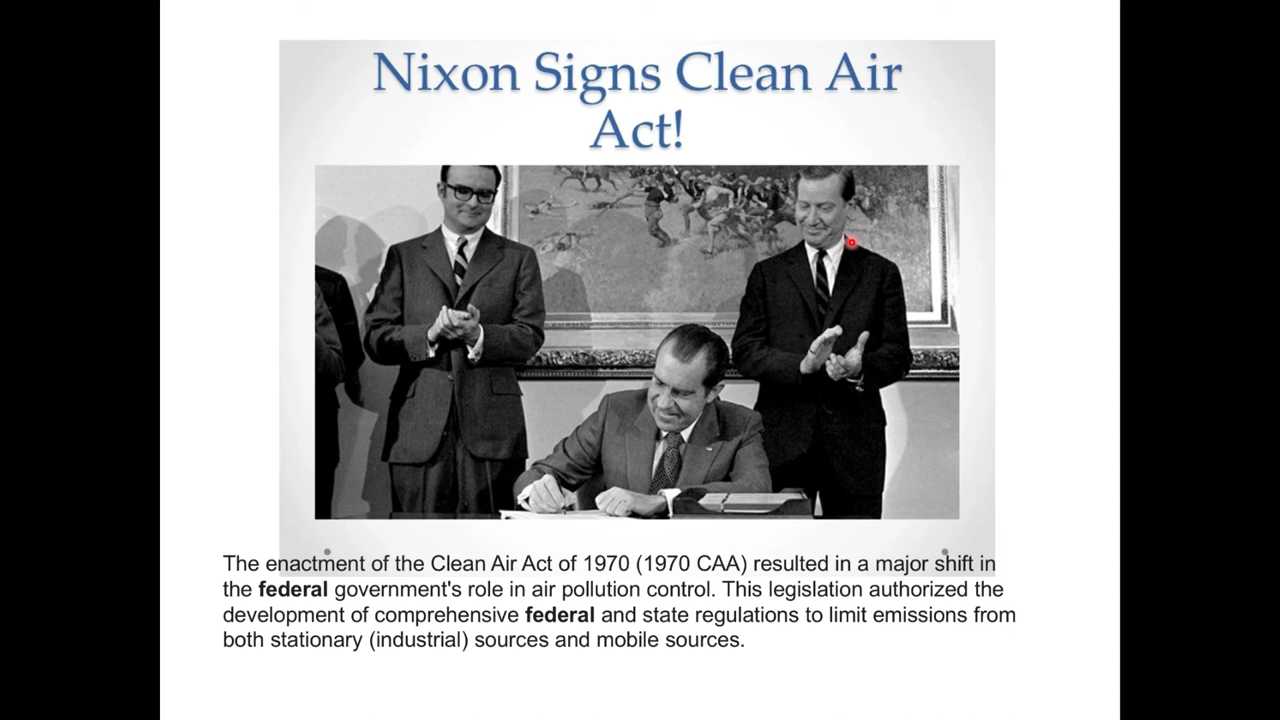 Nixon Signs Clean Air
Act!
The enactment of the Clean Air Act of 1970 (1970 CAA) resulted in a major shift in
the federal government's role in air pollution control. This legislation authorized the
development of comprehensive federal and state regulations to limit emissions from
both stationary (industrial) sources and mobile sources.